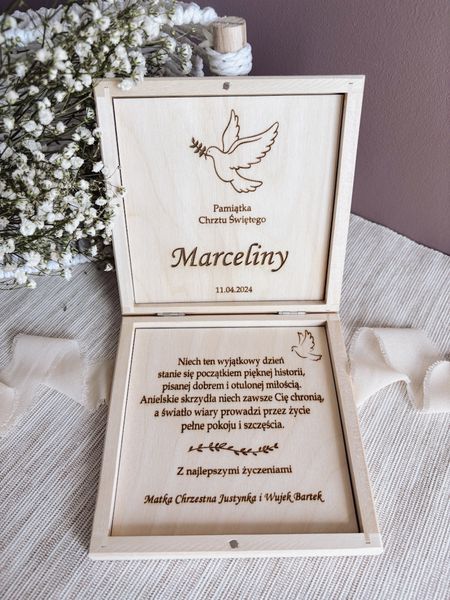 Pamiątka
Chrztu Świętego
Marceliny
11.04.2024
Niech ten wyjątkowy dzień
stanie się początkiem pięknej historii,
pisanej dobrem i otulonej miłością.
Anielskie skrzydła niech zawsze Cię chronią,
a światło wiary prowadzi przez życie
pełne pokoju i szczęścia.
Z najlepszymi życzeniami
Matka Chrzestna Justynka i Wujek Bartek